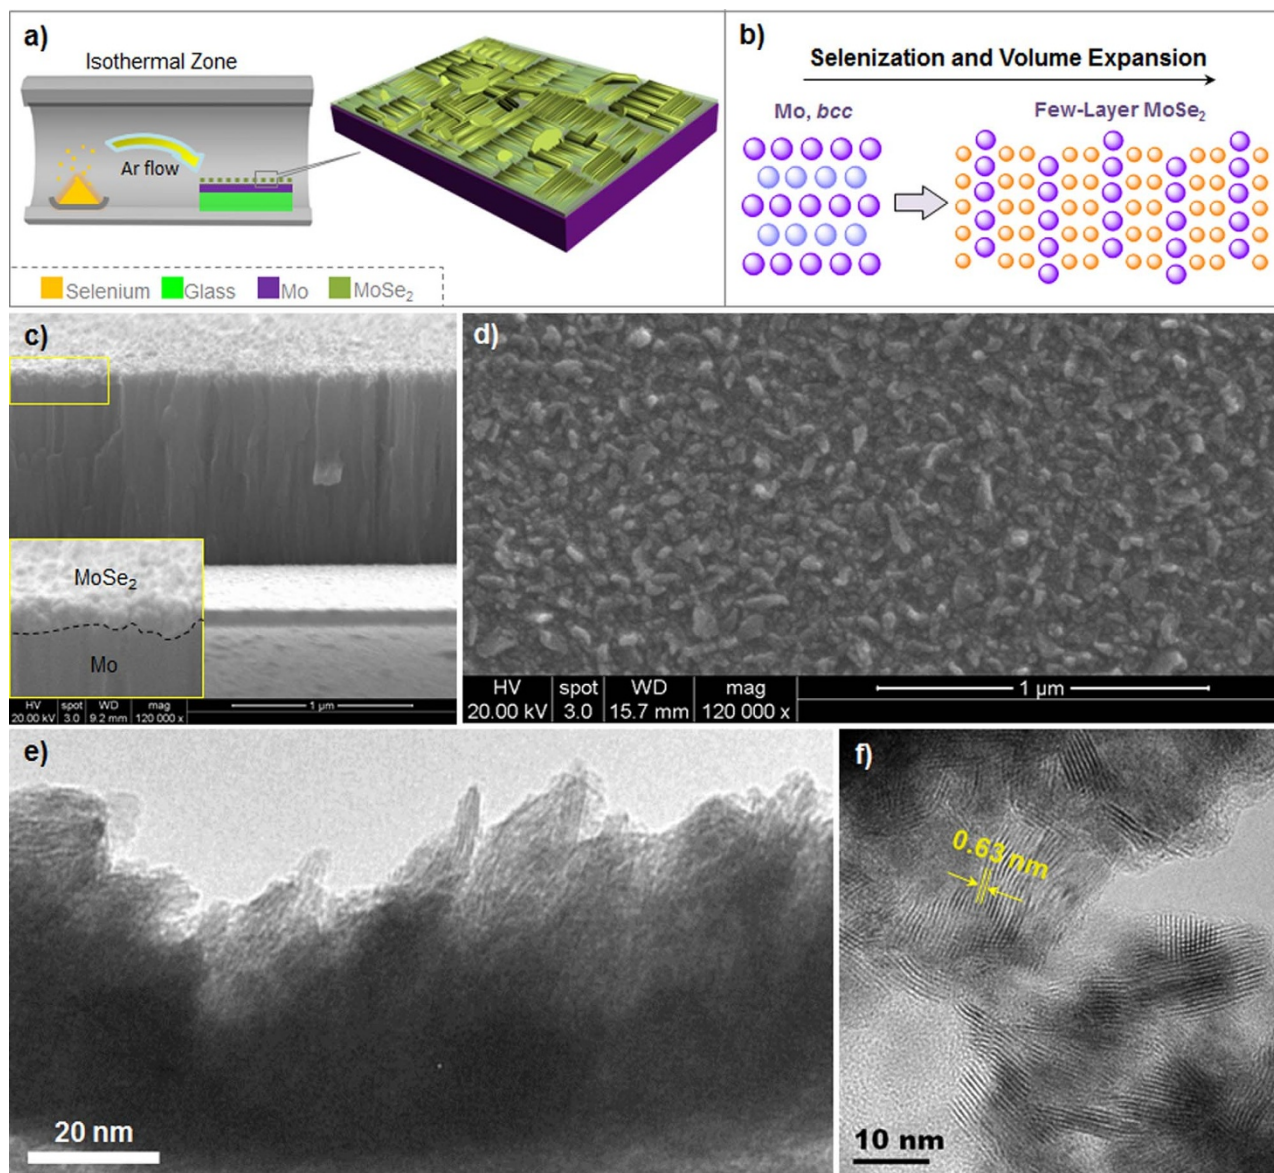 a)
Isothermal Zone
Ar flow
Selenium Glass Mo MoSe₂
b)
Selenization and Volume Expansion
Mo, bcc
Few-Layer MoSe₂
c)
MoSe₂
Mo
HV spot WD mag
20.00 kV 3.0 9.2 mm 120 000 x 1 µm
d)
HV spot WD mag 1 µm
20.00 kV 3.0 15.7 mm 120 000 x
e)
20 nm
f)
0.63 nm
10 nm